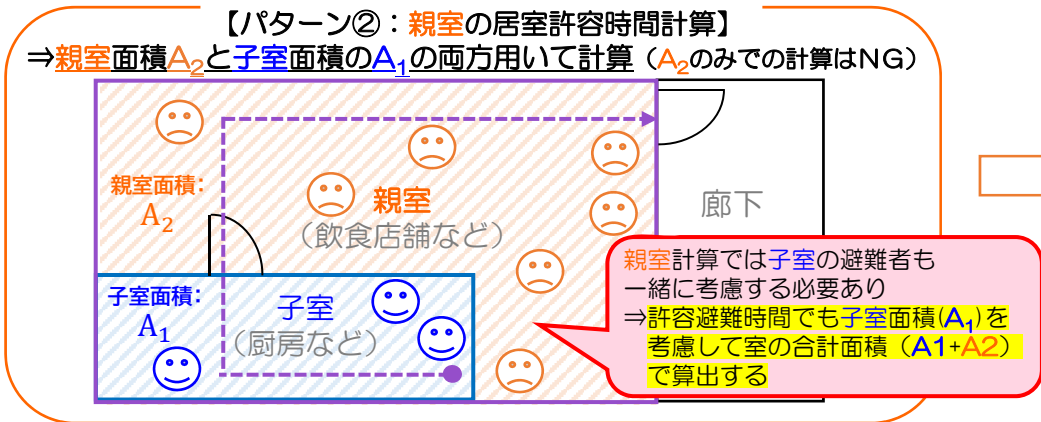 【パターン②：親室の居室許容時間計算】
⇒親室面積A₂と子室面積のA₁の両方用いて計算（A₂のみでの計算はNG）
親室面積:
A₂
親室
（飲食店舗など）
廊下
子室面積:
A₁
子室
（厨房など）
親室計算では子室の避難者も
一緒に考慮する必要あり
⇒許容避難時間でも子室面積(A₁)を
考慮して室の合計面積（A1+A2）
で算出する